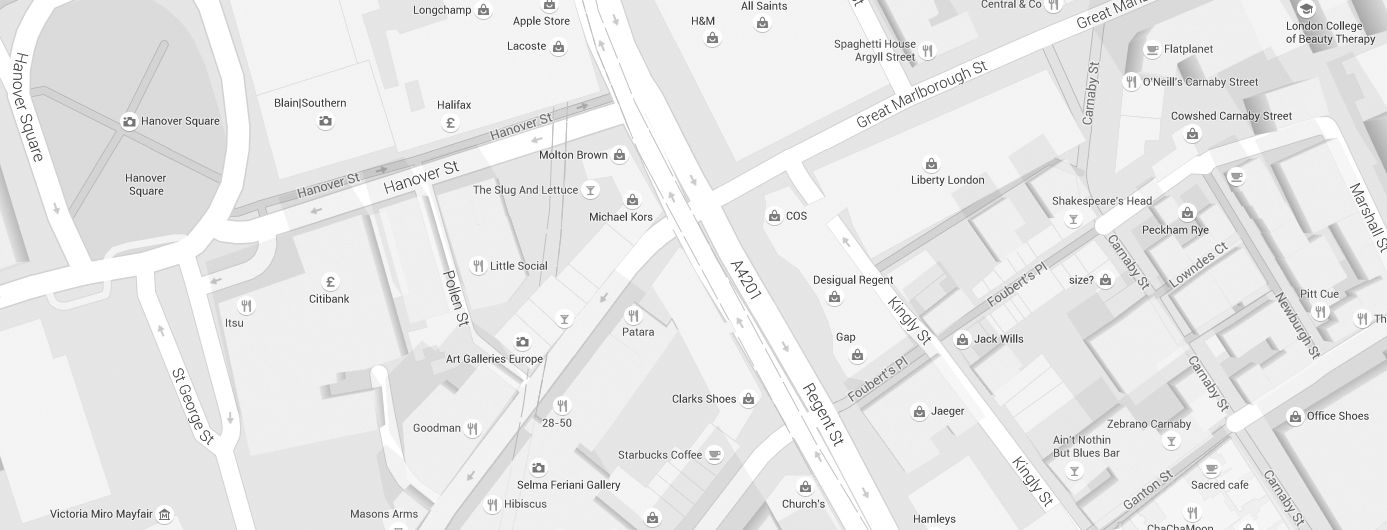 Longchamp
Apple Store
Lacoste
H&M
All Saints
Central & Co
Great Marl
London College
of Beauty Therapy
Spaghetti House
Argyll Street
Flatplanet
O'Neill's Carnaby Street
Hanover Square
Blain|Southern
Halifax
Hanover Square
Hanover St
Great Marlborough St
Carnaby St
Cowshed Carnaby Street
Molton Brown
Hanover
Square
Hanover St
Hanover St
The Slug And Lettuce
Michael Kors
Liberty London
Shakespeare's Head
Marshall St
COS
Peckham Rye
Little Social
A4201
Desigual Regent
Foubert's Pl
size?
Carnaby St
Lowndes Ct
Citibank
Pollen St
Itsu
Patara
Kingly St
Pitt Cue
Newburgh St
Th
Gap
Jack Wills
Art Galleries Europe
Foubert's Pl
St George St
Clarks Shoes
Regent St
Carnaby St
Jaeger
Office Shoes
Goodman
28-50
Zebrano Carnaby
Ain't Nothin
But Blues Bar
Starbucks Coffee
Selma Feriani Gallery
Kingly St
Ganton St
Sacred cafe
Carnaby St
Hibiscus
Church's
Victoria Miro Mayfair
Masons Arms
Hamleys
ChaChaMoon